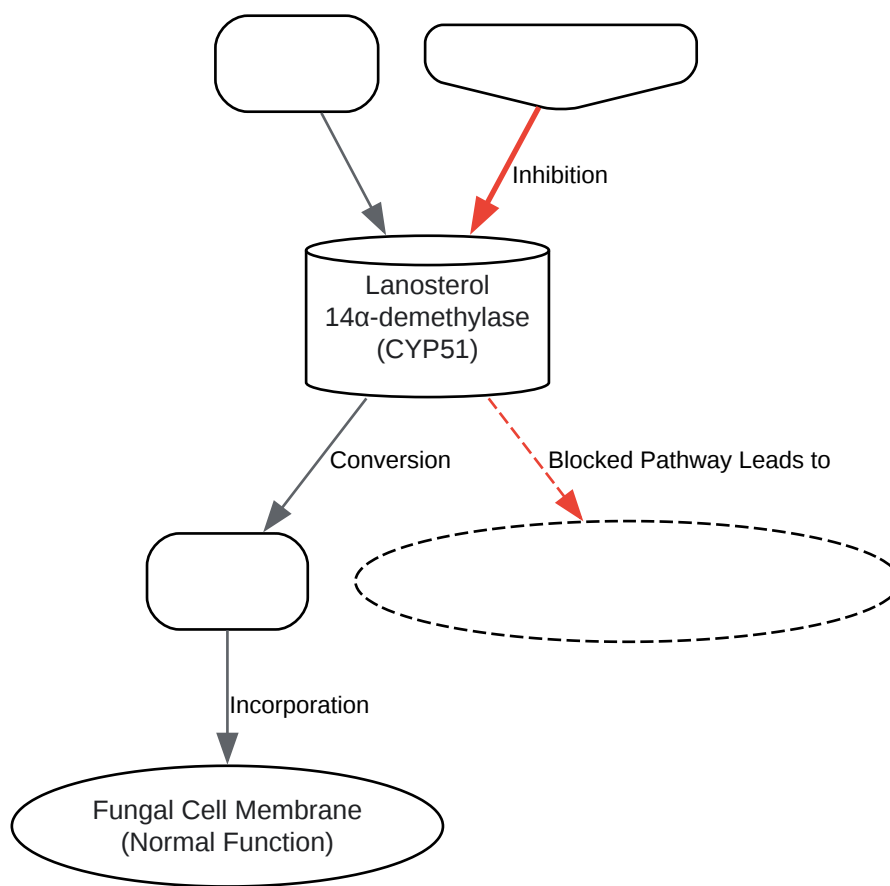 Inhibition
Lanosterol
14α-demethylase
(CYP51)
Conversion
Blocked Pathway Leads to
Incorporation
Fungal Cell Membrane
(Normal Function)